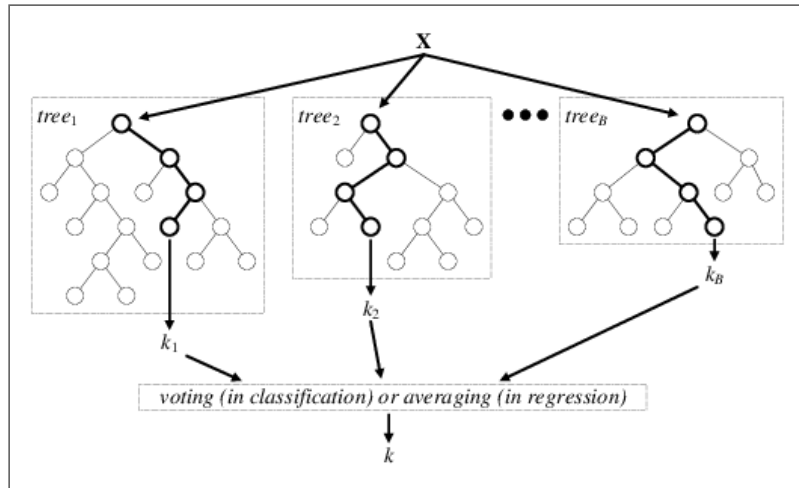 X
tree₁
tree₂
tree_B
k_B
k₂
k₁
voting (in classification) or averaging (in regression)
k